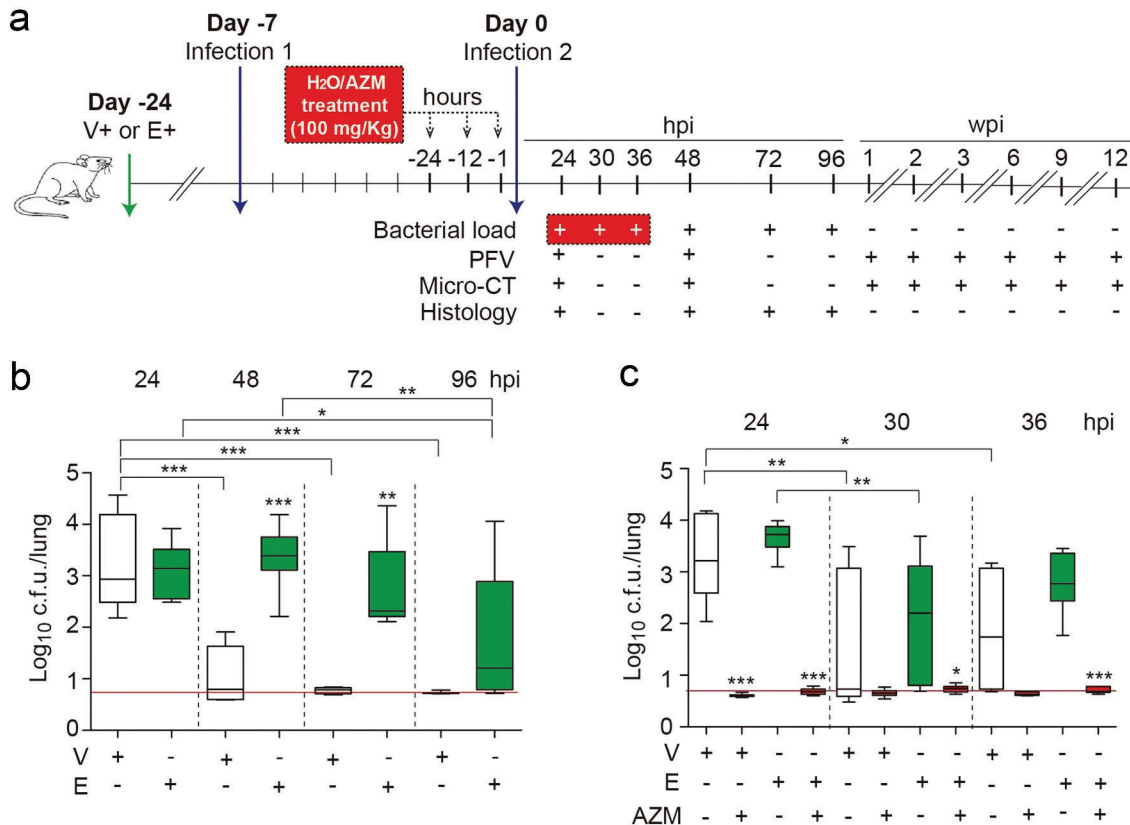 a
Day -7
Infection 1
Day 0
Infection 2
Day -24
V+ or E+
H2O/AZM
treatment
(100 mg/Kg)
hours
-24 -12 -1
hpi
24 30 36 48 72 96
wpi
1 2 3 6 9 12
Bacterial load + + + + + + - - - - - -
PFV + - - + - - + + + + + +
Micro-CT + - - + - - + + + + + +
Histology + - - + + + - - - - - -
b
24 48 72 96 hpi
**
*
***
***
***
***
**
Log10 c.f.u./lung
5
4
3
2
1
0
V + - + - + - + -
E - + - + - + - +
c
24 30 36 hpi
*
**
**
***
***
*
***
Log10 c.f.u./lung
5
4
3
2
1
0
V + + - - + + - - + + - -
E - - + + - - + + - - + +
AZM - + - + - + - + - + - +